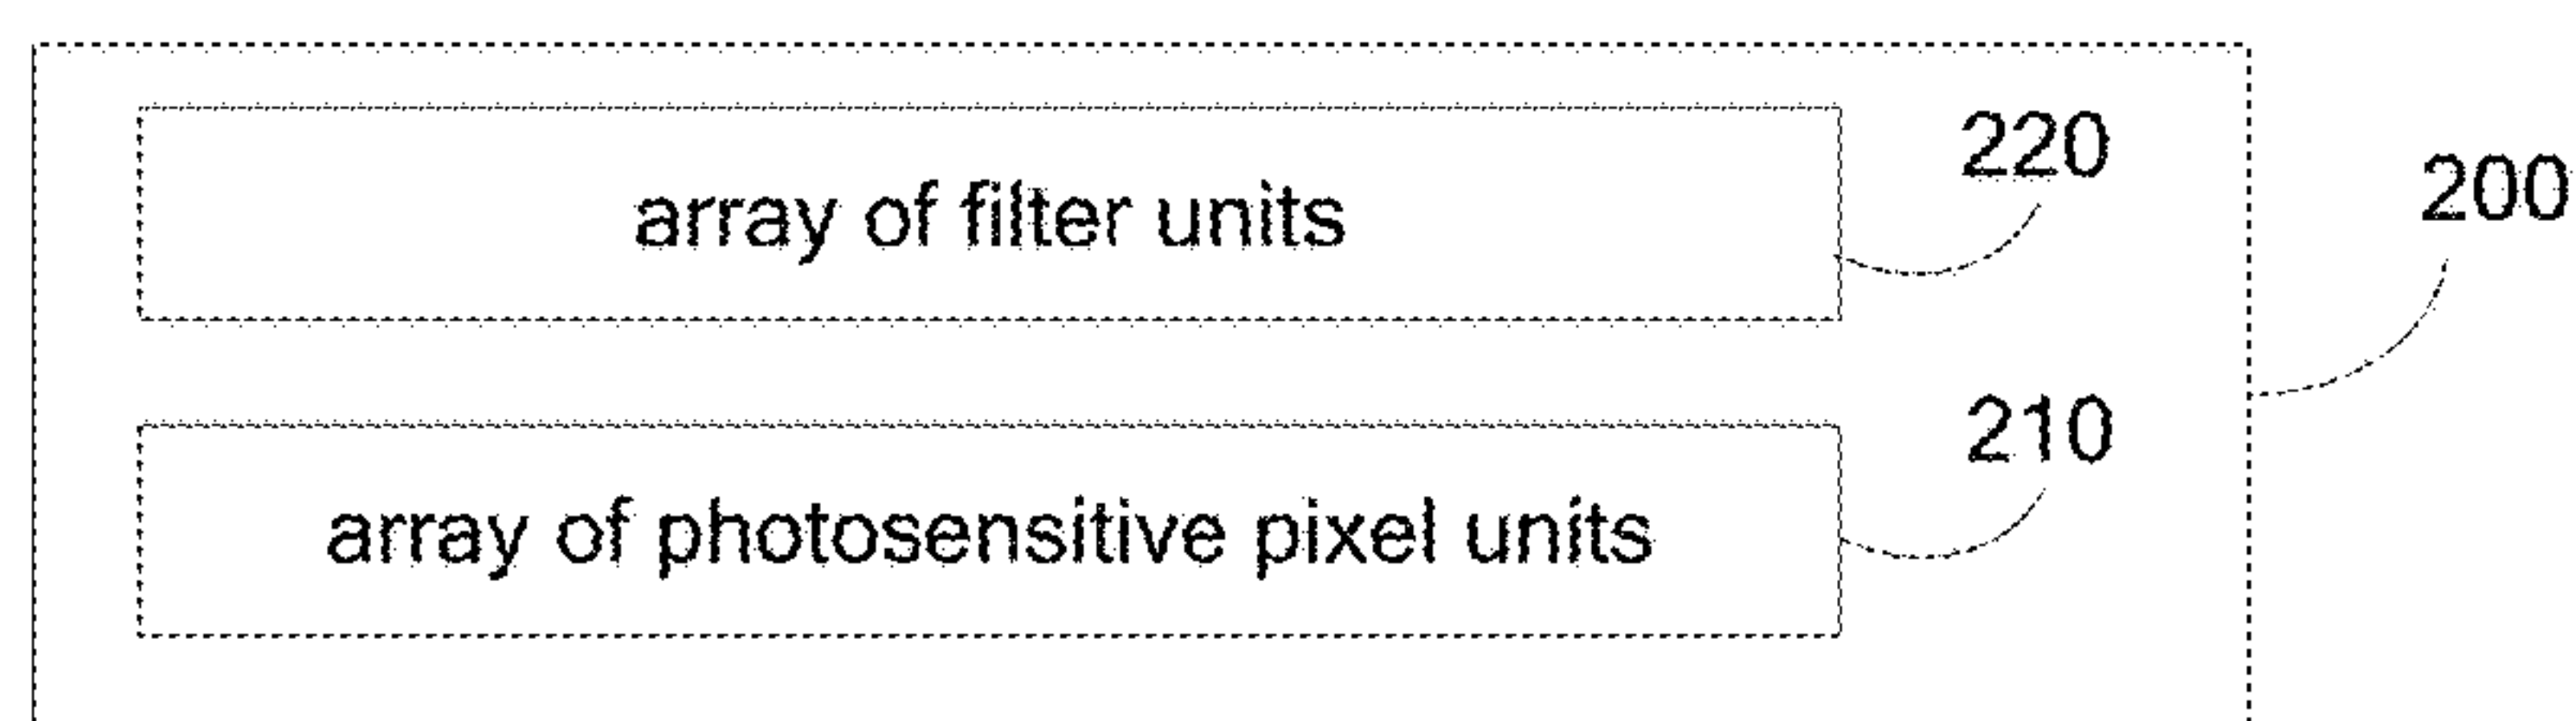 array of filter units
220
200
array of photosensitive pixel units
210